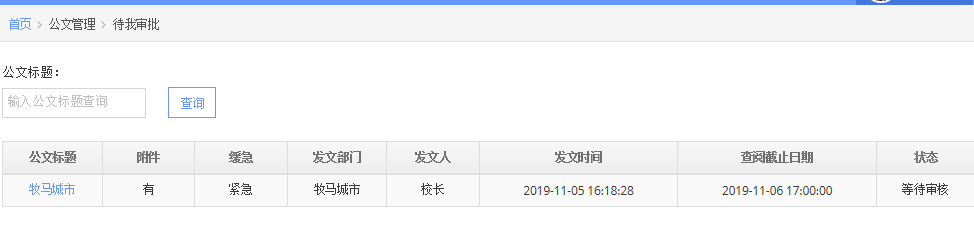 首页 > 公文管理 > 待我审批
公文标题：
输入公文标题查询 查询
公文标题 附件 缓急 发文部门 发文人 发文时间 查阅截止日期 状态
牧马城市 有 紧急 牧马城市 校长 2019-11-05 16:18:28 2019-11-06 17:00:00 等待审核